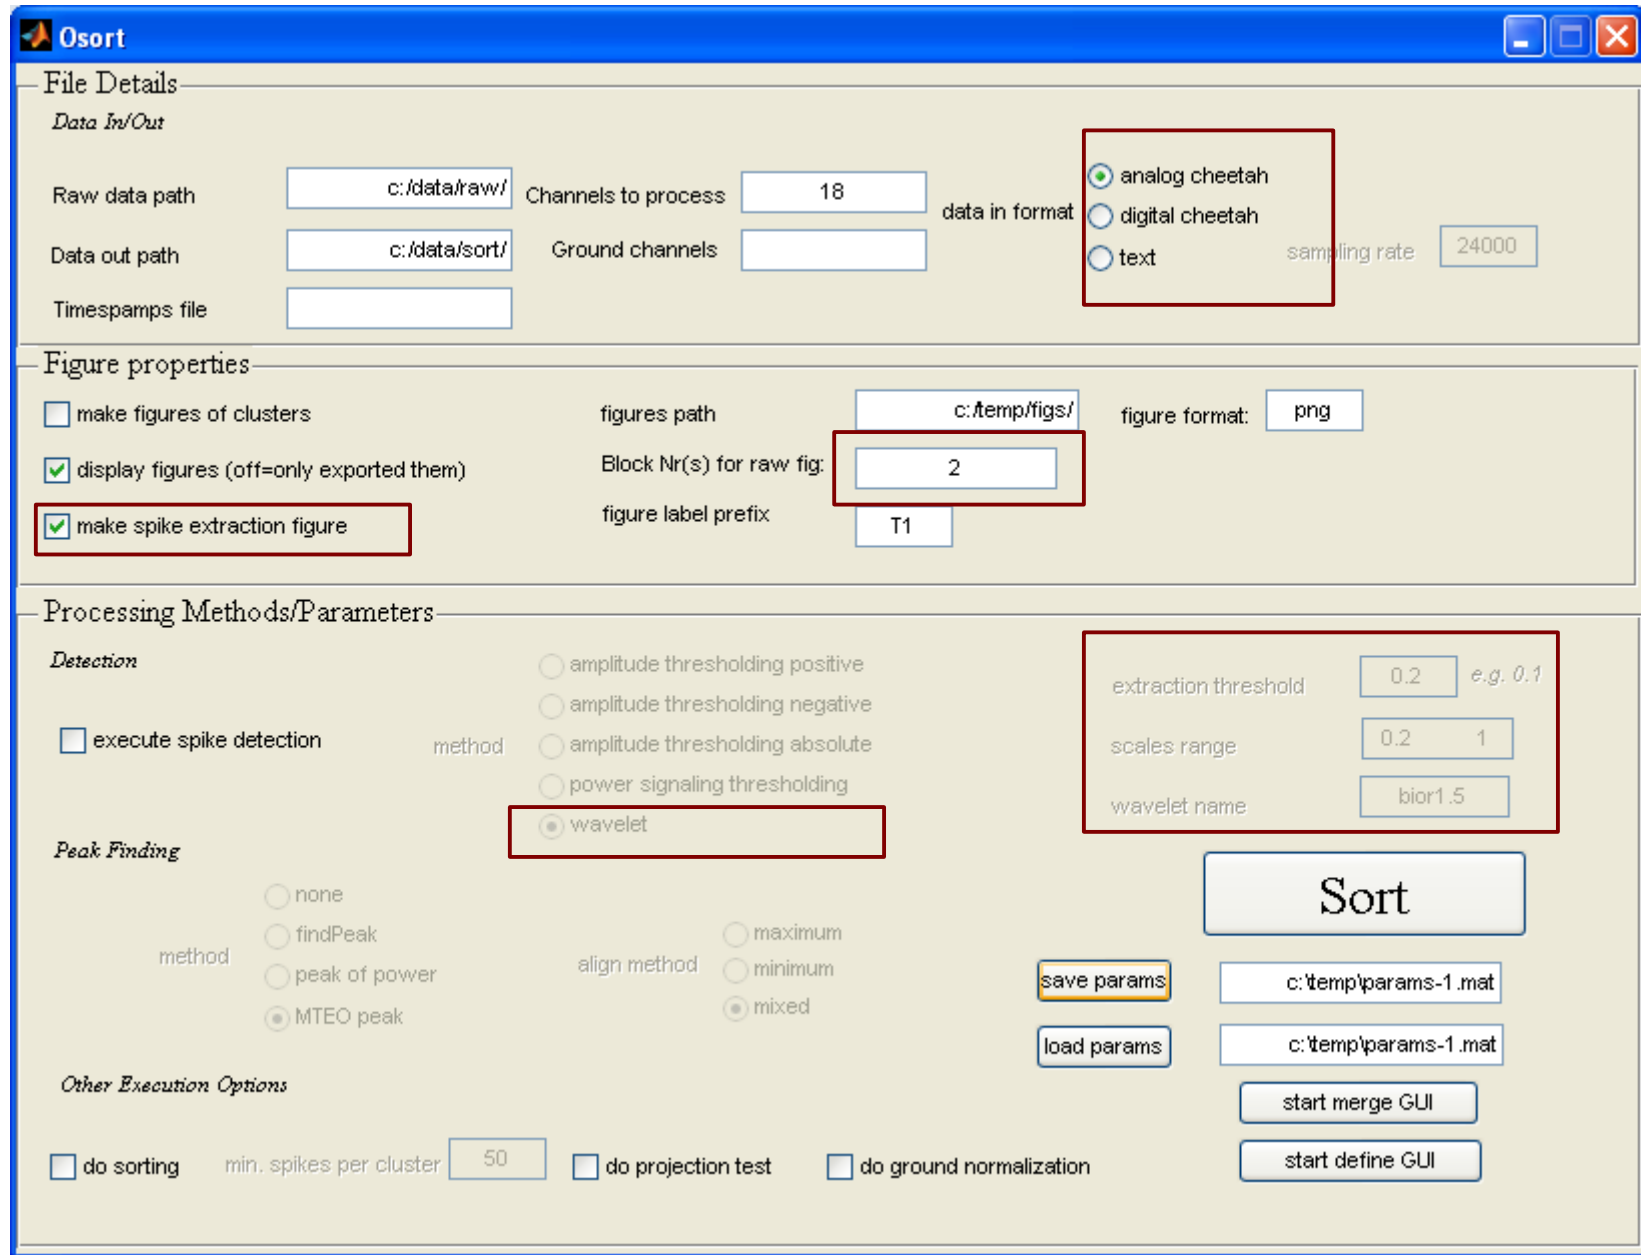 Osort
File Details
Data In/Out
Raw data path c:/data/raw/ Channels to process 18 data in format analog cheetah
digital cheetah
Data out path c:/data/sort/ Ground channels text sampling rate 24000
Timespamps file
Figure properties
make figures of clusters figures path c:/temp/figs/ figure format: png
display figures (off=only exported them) Block Nr(s) for raw fig: 2
make spike extraction figure figure label prefix T1
Processing Methods/Parameters
Detection amplitude thresholding positive extraction threshold 0.2 e.g. 0.1
amplitude thresholding negative
execute spike detection method amplitude thresholding absolute scales range 0.2 1
power signaling thresholding
wavelet wavelet name bior1.5
Peak Finding
Sort
none
method findPeak align method maximum
peak of power minimum save params c:\temp\params-1.mat
MTEO peak mixed
load params c:\temp\params-1.mat
Other Execution Options
start merge GUI
do sorting min. spikes per cluster 50 do projection test do ground normalization start define GUI